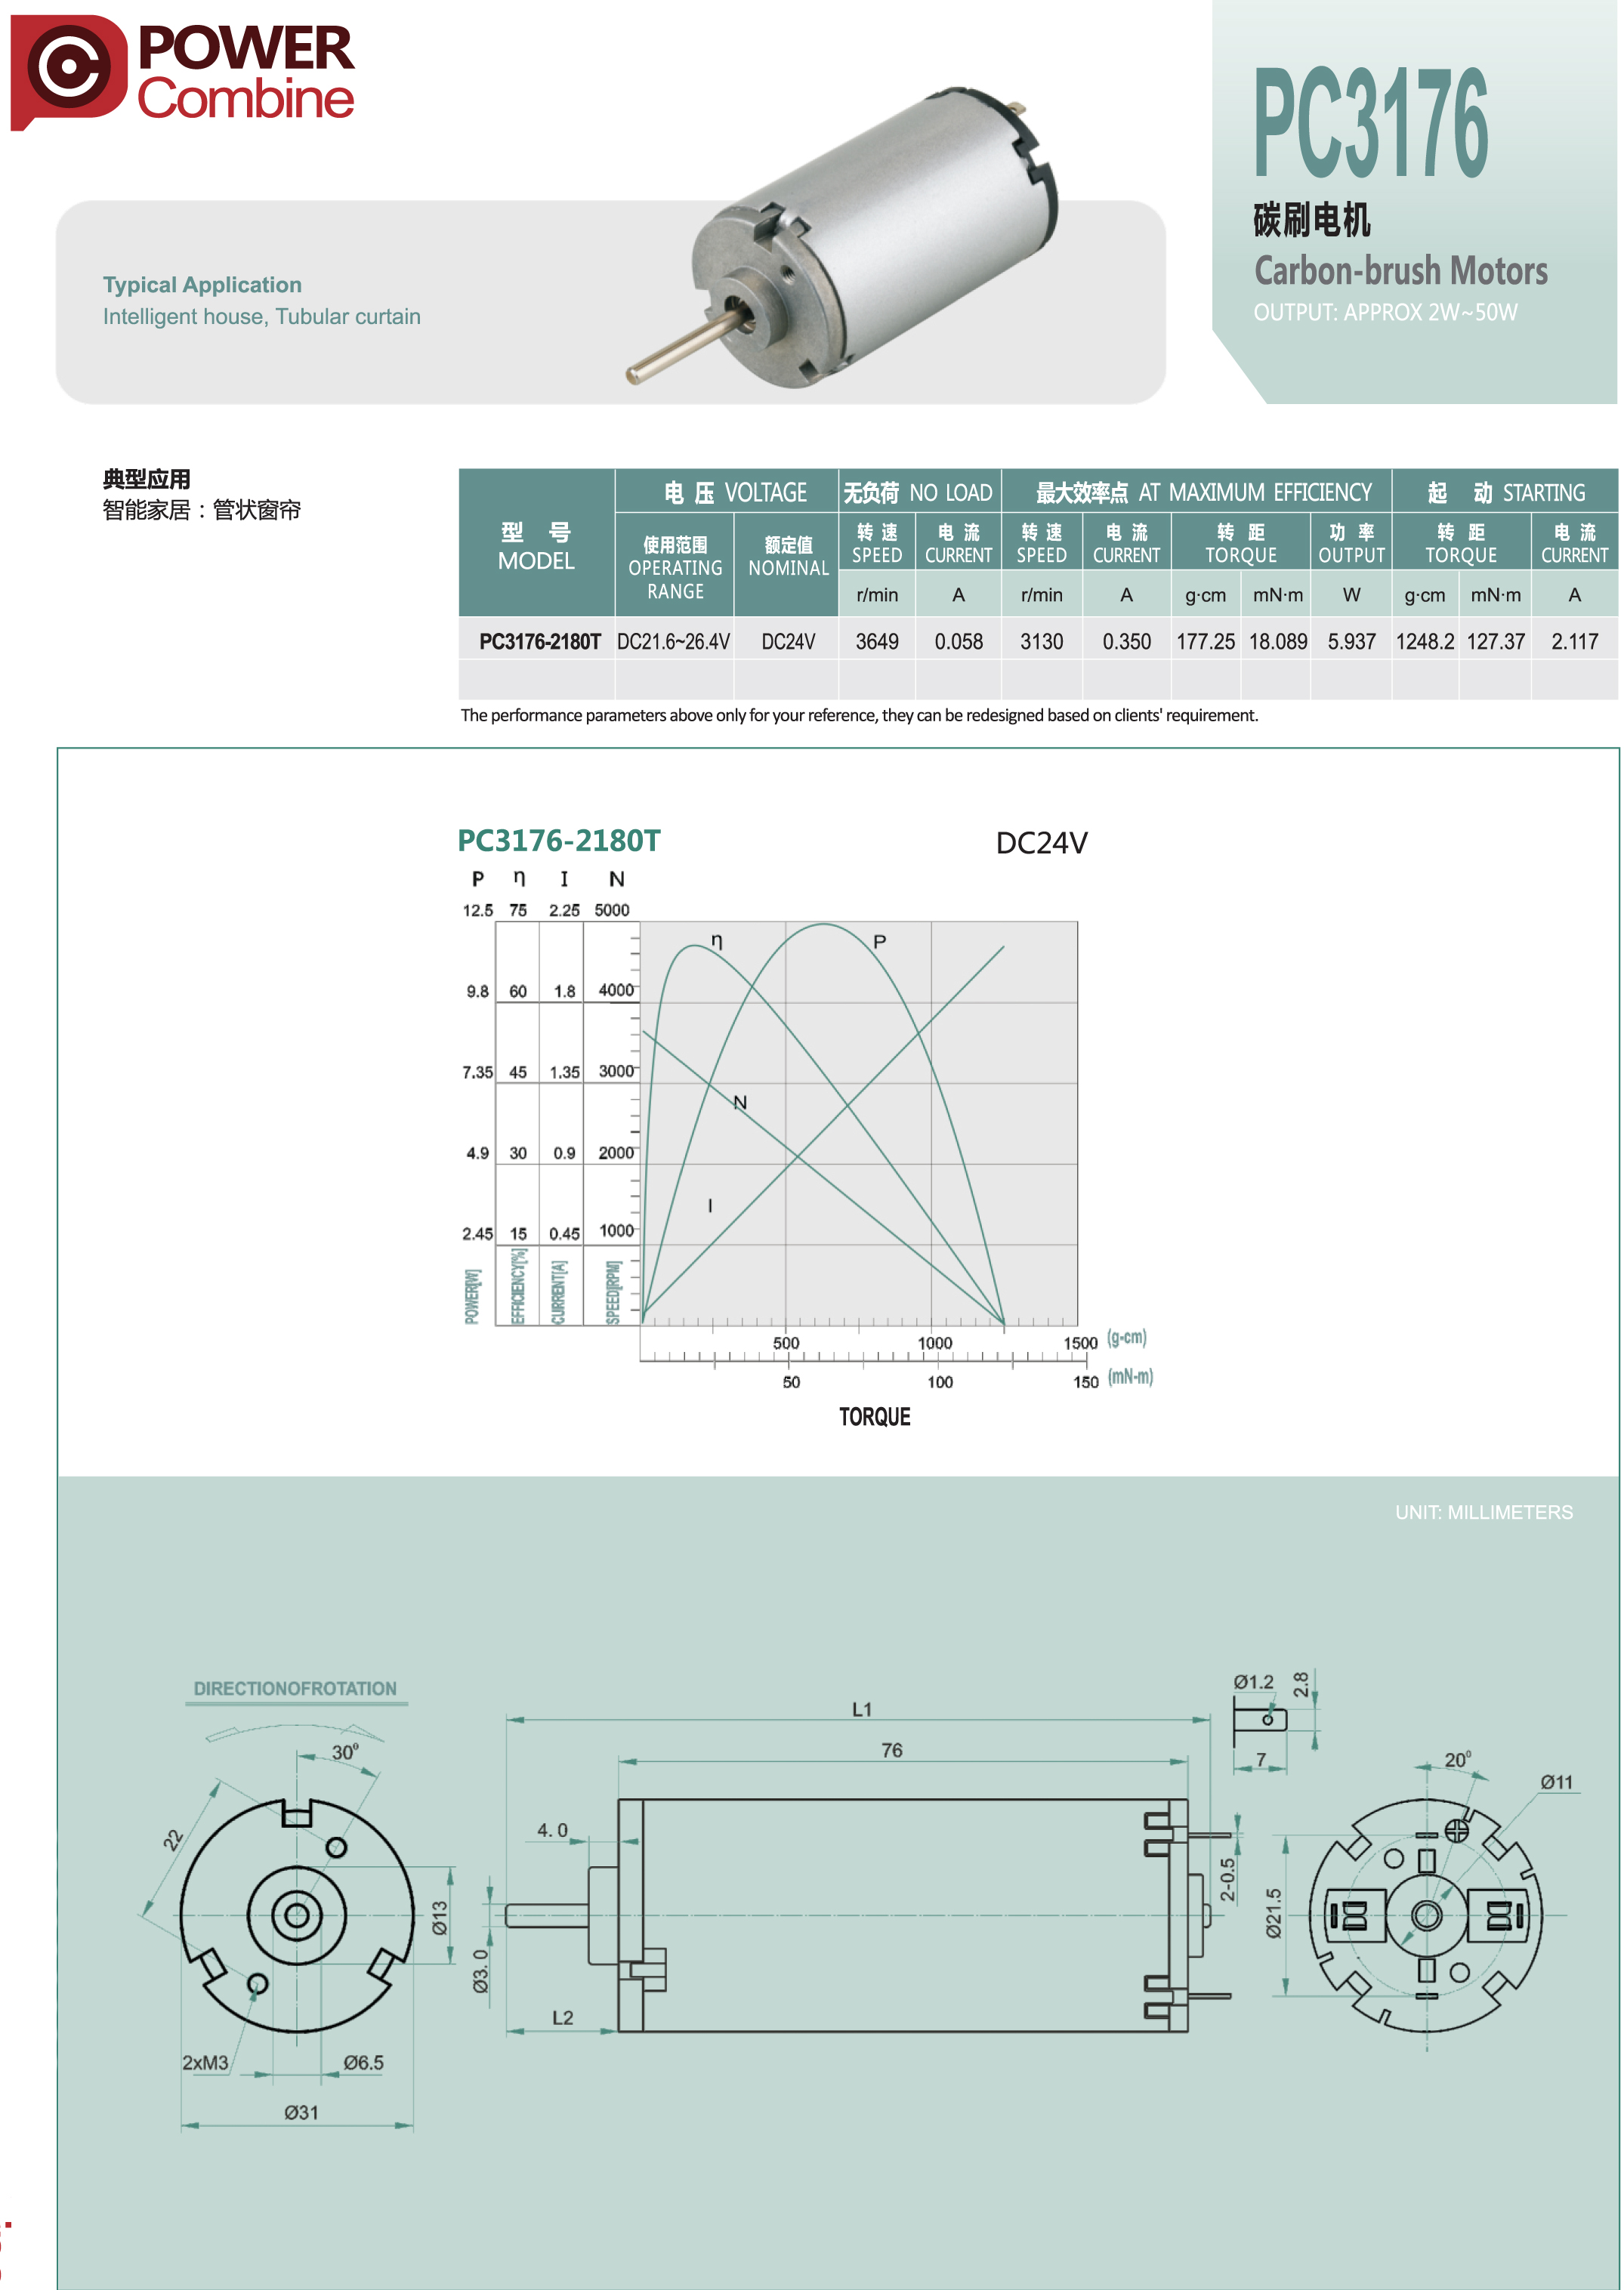 POWER
Combine
PC3176
碳刷电机
Carbon-brush Motors
OUTPUT: APPROX 2W~50W
Typical Application
Intelligent house, Tubular curtain
典型应用
智能家居：管状窗帘
型 号 MODEL
电 压 VOLTAGE
无负荷 NO LOAD
最大效率点 AT MAXIMUM EFFICIENCY
起 动 STARTING
使用范围 OPERATING RANGE
额定值 NOMINAL
转 速 SPEED
电 流 CURRENT
转 速 SPEED
电 流 CURRENT
转 距 TORQUE
功 率 OUTPUT
转 距 TORQUE
电 流 CURRENT
r/min A r/min A g·cm mN·m W g·cm mN·m A
PC3176-2180T DC21.6~26.4V DC24V 3649 0.058 3130 0.350 177.25 18.089 5.937 1248.2 127.37 2.117
The performance parameters above only for your reference, they can be redesigned based on clients' requirement.
PC3176-2180T DC24V
P η I N
12.5 75 2.25 5000
9.8 60 1.8 4000
7.35 45 1.35 3000
4.9 30 0.9 2000
2.45 15 0.45 1000
POWER[W]
EFFICIENCY[%]
CURRENT[A]
SPEED[RPM]
η
P
N
I
500 1000 1500 (g-cm)
50 100 150 (mN-m)
TORQUE
UNIT: MILLIMETERS
DIRECTIONOFROTATION
30°
22
Ø13
2xM3
Ø6.5
Ø31
L1
76
4.0
Ø3.0
L2
2-0.5
Ø1.2
2.8
7
20°
Ø11
Ø21.5